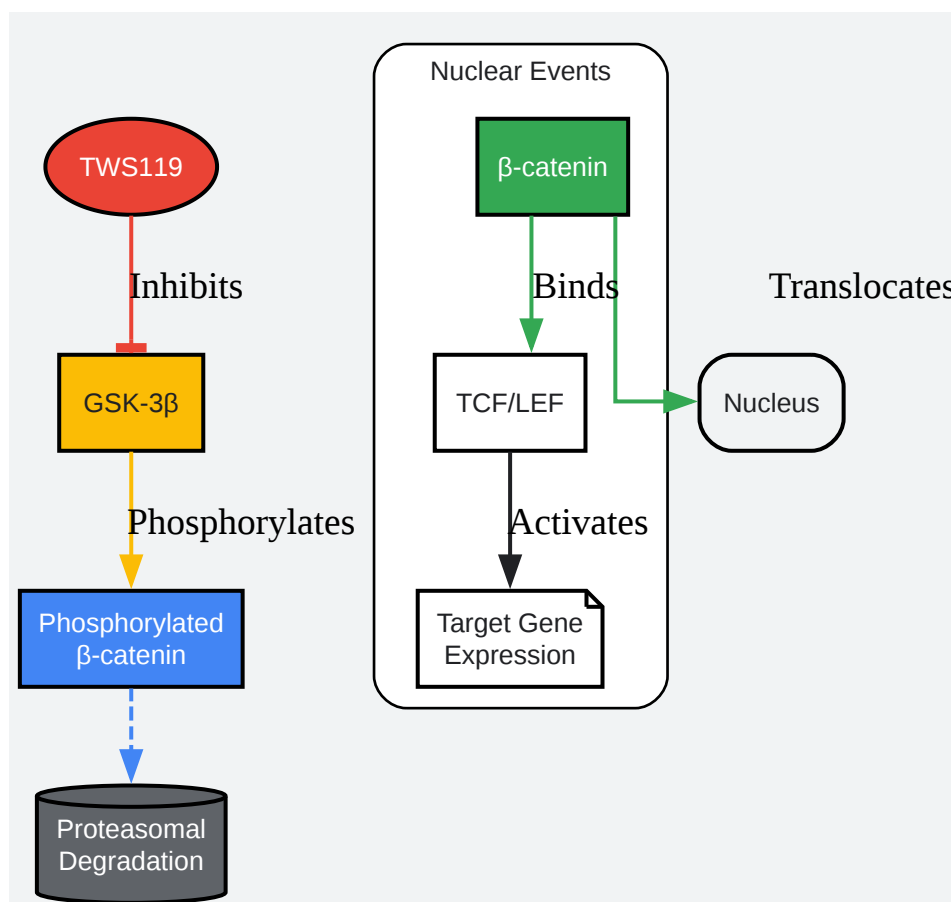 Nuclear Events
TWS119
β-catenin
Inhibits
Binds
Translocates
GSK-3β
TCF/LEF
Nucleus
Phosphorylates
Activates
Phosphorylated
β-catenin
Target Gene
Expression
Proteasomal
Degradation